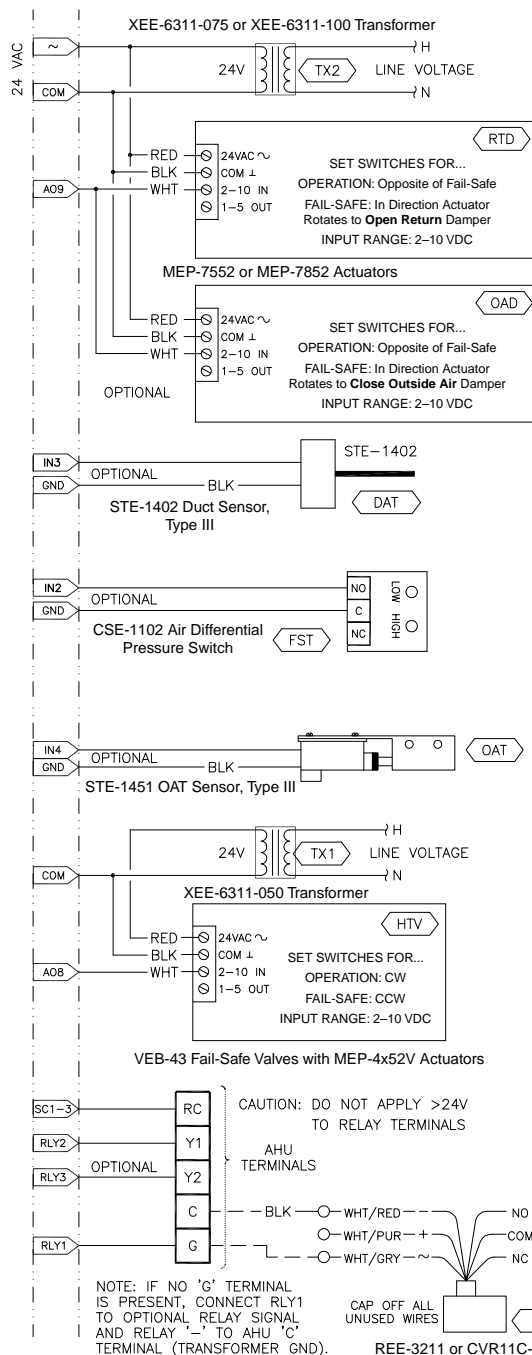 XEE-6311-075 or XEE-6311-100 Transformer
24 VAC
~
H
24V
TX2
LINE VOLTAGE
COM
N
RTD
RED
24VAC ~
BLK
COM ⊥
AO9
WHT
2-10 IN
1-5 OUT
SET SWITCHES FOR...
OPERATION: Opposite of Fail-Safe
FAIL-SAFE: In Direction Actuator
Rotates to Open Return Damper
INPUT RANGE: 2–10 VDC
MEP-7552 or MEP-7852 Actuators
OAD
RED
24VAC ~
BLK
COM ⊥
WHT
2-10 IN
1-5 OUT
OPTIONAL
SET SWITCHES FOR...
OPERATION: Opposite of Fail-Safe
FAIL-SAFE: In Direction Actuator
Rotates to Close Outside Air Damper
INPUT RANGE: 2–10 VDC
STE-1402
IN3
OPTIONAL
GND
BLK
DAT
STE-1402 Duct Sensor,
Type III
IN2
OPTIONAL
GND
NO
C
NC
LOW
HIGH
CSE-1102 Air Differential
Pressure Switch
FST
IN4
OPTIONAL
GND
BLK
OAT
STE-1451 OAT Sensor, Type III
H
24V
TX1
LINE VOLTAGE
COM
N
XEE-6311-050 Transformer
HTV
RED
24VAC ~
BLK
COM ⊥
AO8
WHT
2-10 IN
1-5 OUT
SET SWITCHES FOR...
OPERATION: CW
FAIL-SAFE: CCW
INPUT RANGE: 2–10 VDC
VEB-43 Fail-Safe Valves with MEP-4x52V Actuators
SC1-3
RC
CAUTION: DO NOT APPLY >24V
TO RELAY TERMINALS
RLY2
Y1
AHU
TERMINALS
RLY3
OPTIONAL
Y2
C
BLK
WHT/RED
-
NO
WHT/PUR
+
COM
RLY1
G
WHT/GRY
~
NC
NOTE: IF NO 'G' TERMINAL
IS PRESENT, CONNECT RLY1
TO OPTIONAL RELAY SIGNAL
AND RELAY '-' TO AHU 'C'
TERMINAL (TRANSFORMER GND).
CAP OFF ALL
UNUSED WIRES
REE-3211 or CVR11C-